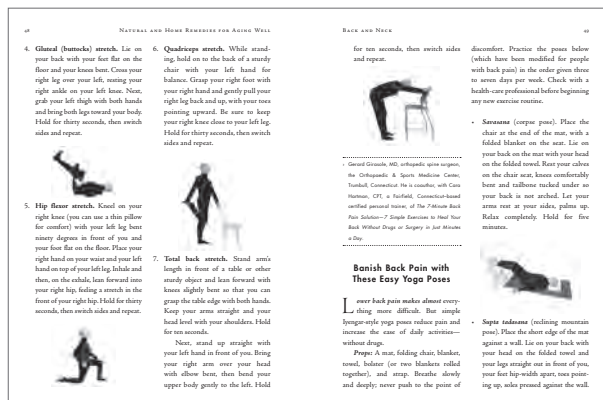 48
Natural and Home Remedies for Aging Well
4. Gluteal (buttocks) stretch. Lie on
your back with your feet flat on the
floor and your knees bent. Cross your
right leg over your left, resting your
right ankle on your left knee. Next,
grab your left thigh with both hands
and bring both legs toward your body.
Hold for thirty seconds, then switch
sides and repeat.
5. Hip flexor stretch. Kneel on your
right knee (you can use a thin pillow
for comfort) with your left leg bent
ninety degrees in front of you and
your foot flat on the floor. Place your
right hand on your waist and your left
hand on top of your left leg. Inhale and
then, on the exhale, lean forward into
your right hip, feeling a stretch in the
front of your right hip. Hold for thirty
seconds, then switch sides and repeat.
6. Quadriceps stretch. While stand-
ing, hold on to the back of a sturdy
chair with your left hand for
balance. Grasp your right foot with
your right hand and gently pull your
right leg back and up, with your toes
pointing upward. Be sure to keep
your right knee close to your left leg.
Hold for thirty seconds, then switch
sides and repeat.
7. Total back stretch. Stand arm's
length in front of a table or other
sturdy object and lean forward with
knees slightly bent so that you can
grasp the table edge with both hands.
Keep your arms straight and your
head level with your shoulders. Hold
for ten seconds.
Next, stand up straight with
your left hand in front of you. Bring
your right arm over your head
with elbow bent, then bend your
upper body gently to the left. Hold
Back and Neck
49
for ten seconds, then switch sides
and repeat.
Gerard Girasole, MD, orthopedic spine surgeon,
the Orthopaedic & Sports Medicine Center,
Trumbull, Connecticut. He is coauthor, with Cara
Hartman, CPT, a Fairfield, Connecticut-based
certified personal trainer, of The 7-Minute Back
Pain Solution—7 Simple Exercises to Heal Your
Back Without Drugs or Surgery in Just Minutes
a Day.
Banish Back Pain with
These Easy Yoga Poses
Lower back pain makes almost every-
thing more difficult. But simple
Iyengar-style yoga poses reduce pain and
increase the ease of daily activities—
without drugs.
Props: A mat, folding chair, blanket,
towel, bolster (or two blankets rolled
together), and strap. Breathe slowly
and deeply; never push to the point of
discomfort. Practice the poses below
(which have been modified for people
with back pain) in the order given three
to seven days per week. Check with a
health-care professional before beginning
any new exercise routine.
• Savasana (corpse pose). Place the
chair at the end of the mat, with a
folded blanket on the seat. Lie on
your back on the mat with your head
on the folded towel. Rest your calves
on the chair seat, knees comfortably
bent and tailbone tucked under so
your back is not arched. Let your
arms rest at your sides, palms up.
Relax completely. Hold for five
minutes.
• Supta tadasana (reclining mountain
pose). Place the short edge of the mat
against a wall. Lie on your back with
your head on the folded towel and
your legs straight out in front of you,
your feet hip-width apart, toes point-
ing up, soles pressed against the wall.